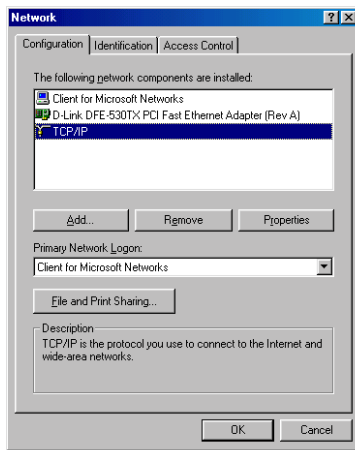 Network
Configuration Identification Access Control
The following network components are installed:
Client for Microsoft Networks
D-Link DFE-530TX PCI Fast Ethernet Adapter (Rev A)
TCP/IP
Add... Remove Properties
Primary Network Logon:
Client for Microsoft Networks
File and Print Sharing...
Description
TCP/IP is the protocol you use to connect to the Internet and
wide-area networks.
OK Cancel